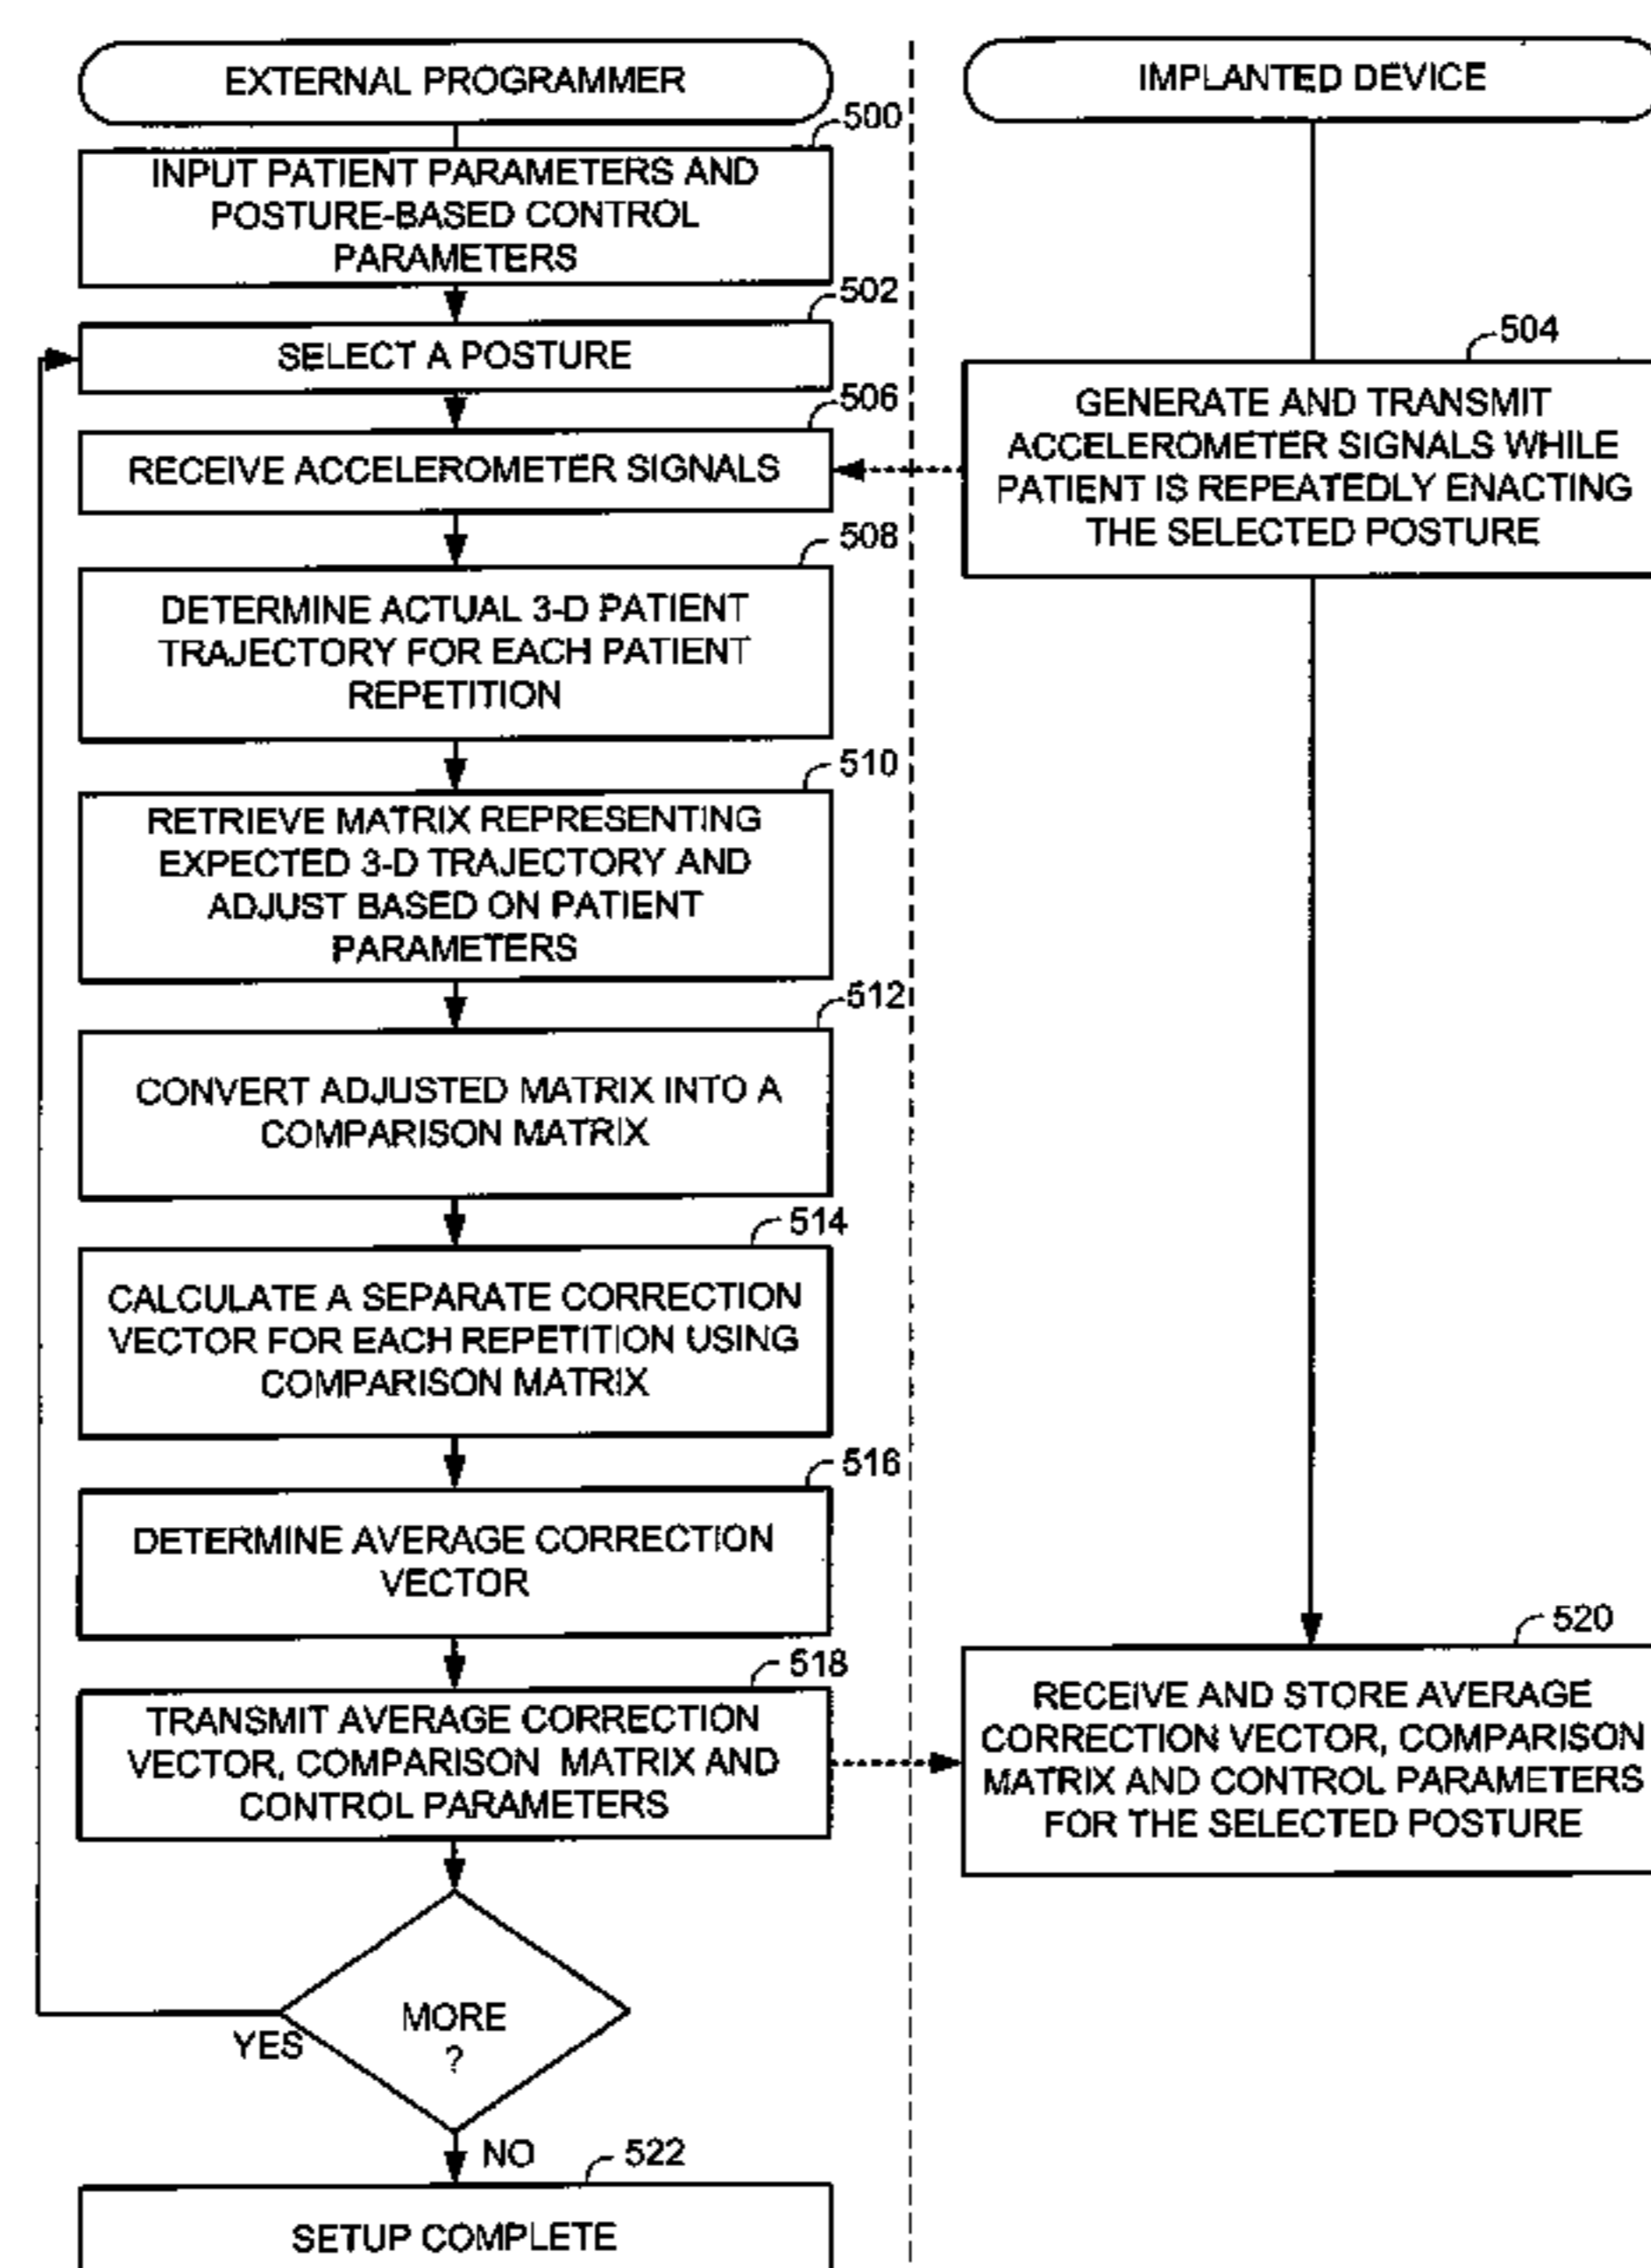 EXTERNAL PROGRAMMER
500
INPUT PATIENT PARAMETERS AND
POSTURE-BASED CONTROL
PARAMETERS
502
SELECT A POSTURE
506
RECEIVE ACCELEROMETER SIGNALS
508
DETERMINE ACTUAL 3-D PATIENT
TRAJECTORY FOR EACH PATIENT
REPETITION
510
RETRIEVE MATRIX REPRESENTING
EXPECTED 3-D TRAJECTORY AND
ADJUST BASED ON PATIENT
PARAMETERS
512
CONVERT ADJUSTED MATRIX INTO A
COMPARISON MATRIX
514
CALCULATE A SEPARATE CORRECTION
VECTOR FOR EACH REPETITION USING
COMPARISON MATRIX
516
DETERMINE AVERAGE CORRECTION
VECTOR
518
TRANSMIT AVERAGE CORRECTION
VECTOR, COMPARISON MATRIX AND
CONTROL PARAMETERS
MORE
?
YES
NO
522
SETUP COMPLETE
IMPLANTED DEVICE
504
GENERATE AND TRANSMIT
ACCELEROMETER SIGNALS WHILE
PATIENT IS REPEATEDLY ENACTING
THE SELECTED POSTURE
520
RECEIVE AND STORE AVERAGE
CORRECTION VECTOR, COMPARISON
MATRIX AND CONTROL PARAMETERS
FOR THE SELECTED POSTURE